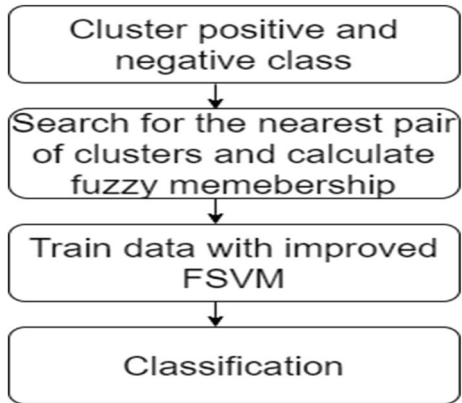 Cluster positive and
negative class
Search for the nearest pair
of clusters and calculate
fuzzy memebership
Train data with improved
FSVM
Classification